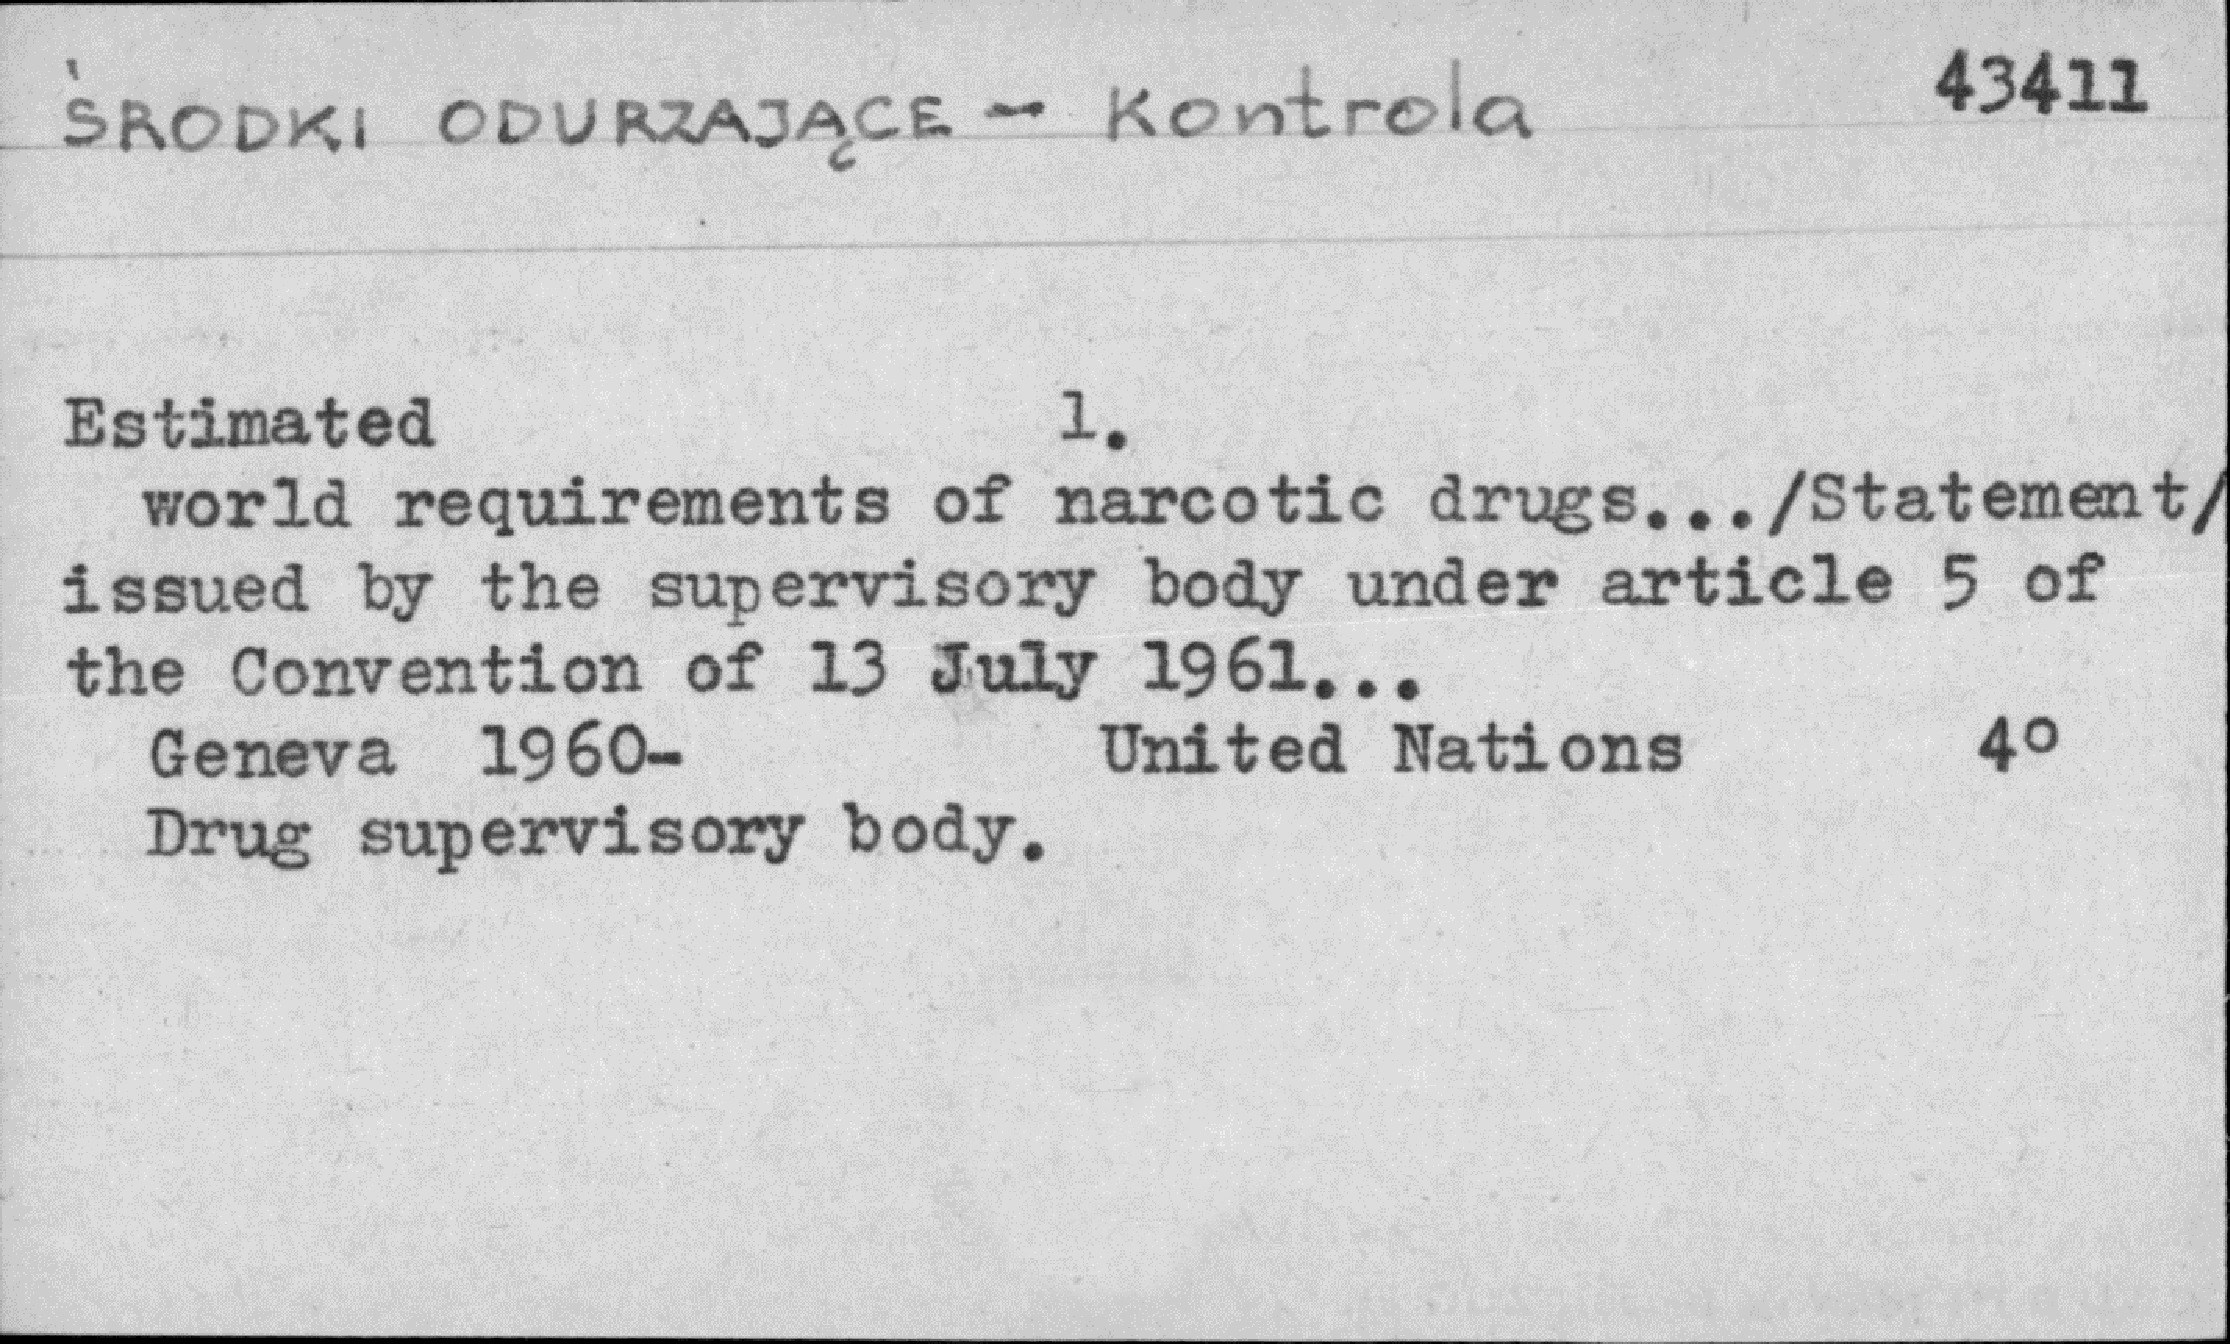 ŚRODKI ODURZAJĄCE - Kontrola 43411
Estimated 1.
world requirements of narcotic drugs.../Statement/
issued by the supervisory body under article 5 of
the Convention of 13 July 1961...
Geneva 1960- United Nations 4º
Drug supervisory body.